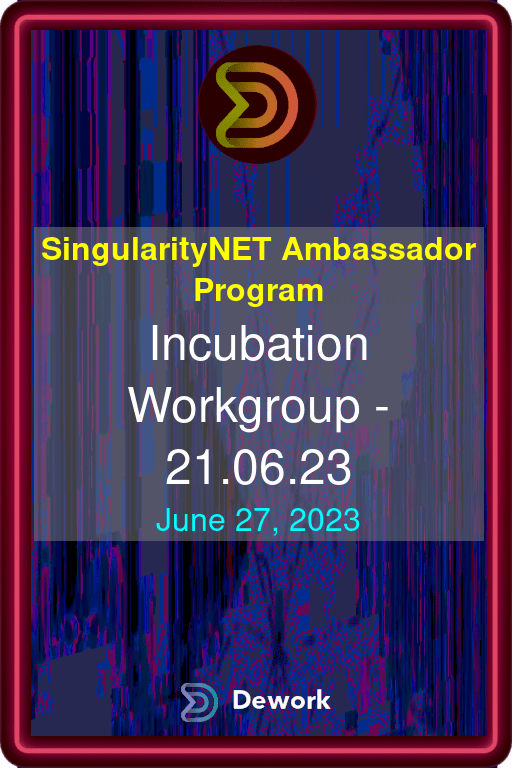 SingularityNET Ambassador
Program
Incubation
Workgroup -
21.06.23
June 27, 2023
Dework